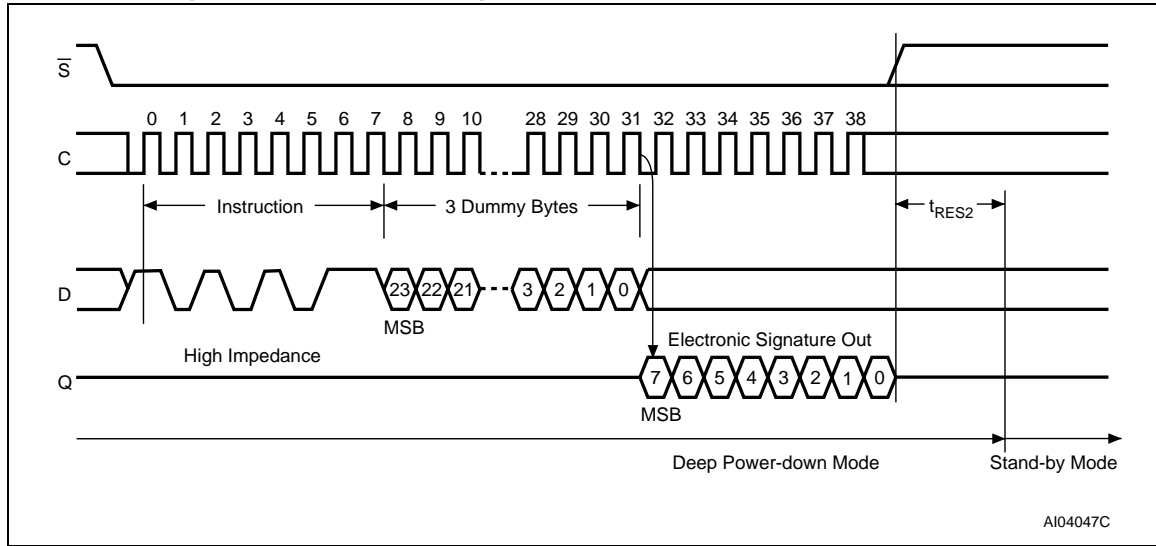 S
0 1 2 3 4 5 6 7 8 9 10 28 29 30 31 32 33 34 35 36 37 38
C
Instruction 3 Dummy Bytes tRES2
D 23 22 21 3 2 1 0
MSB
High Impedance Electronic Signature Out
Q 7 6 5 4 3 2 1 0
MSB
Deep Power-down Mode Stand-by Mode
AI04047C